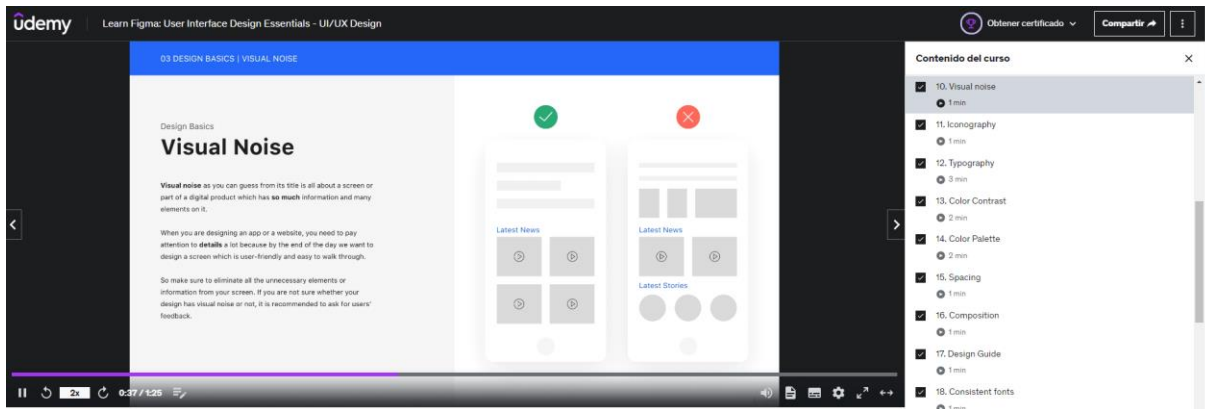 ûdemy
Learn Figma: User Interface Design Essentials - UI/UX Design
Obtener certificado
Compartir
03 DESIGN BASICS | VISUAL NOISE
Design Basics
Visual Noise
Visual noise as you can guess from its title is all about a screen or
part of a digital product which has so much information and many
elements on it.
When you are designing an app or a website, you need to pay
attention to details a lot because by the end of the day we want to
design a screen which is user-friendly and easy to walk through.
So make sure to eliminate all the unnecessary elements or
information from your screen. If you are not sure whether your
design has visual noise or not, it is recommended to ask for users'
feedback.
Latest News
Latest News
Latest Stories
2x
0:37 / 1:25
Contenido del curso
10. Visual noise
1 min
11. Iconography
1 min
12. Typography
3 min
13. Color Contrast
2 min
14. Color Palette
2 min
15. Spacing
1 min
16. Composition
1 min
17. Design Guide
1 min
18. Consistent fonts
1 min